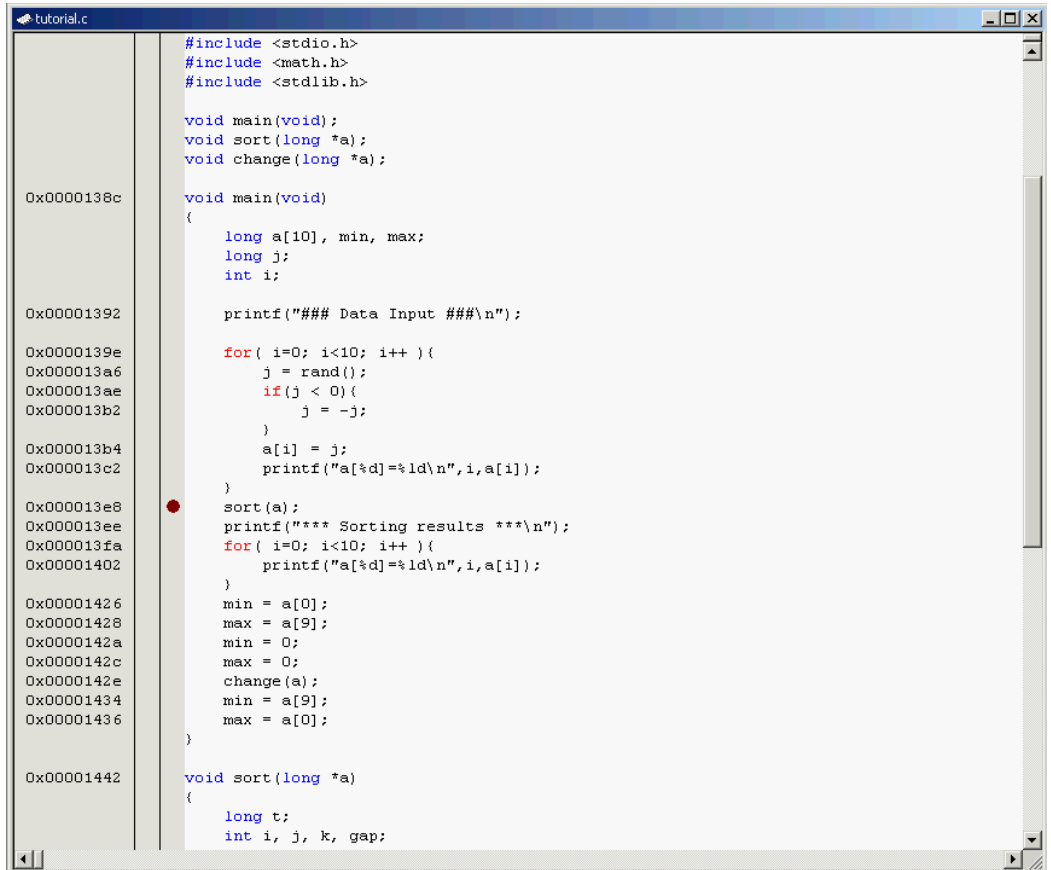 tutorial.c
#include <stdio.h>
#include <math.h>
#include <stdlib.h>
void main(void);
void sort(long *a);
void change(long *a);
0x0000138c void main(void)
{
long a[10], min, max;
long j;
int i;
0x00001392 printf("### Data Input ###\n");
0x0000139e for( i=0; i<10; i++ ){
0x000013a6 j = rand();
0x000013ae if(j < 0){
0x000013b2 j = -j;
}
0x000013b4 a[i] = j;
0x000013c2 printf("a[%d]=%ld\n",i,a[i]);
}
0x000013e8 sort(a);
0x000013ee printf("*** Sorting results ***\n");
0x000013fa for( i=0; i<10; i++ ){
0x00001402 printf("a[%d]=%ld\n",i,a[i]);
}
0x00001426 min = a[0];
0x00001428 max = a[9];
0x0000142a min = 0;
0x0000142c max = 0;
0x0000142e change(a);
0x00001434 min = a[9];
0x00001436 max = a[0];
}
0x00001442 void sort(long *a)
{
long t;
int i, j, k, gap;